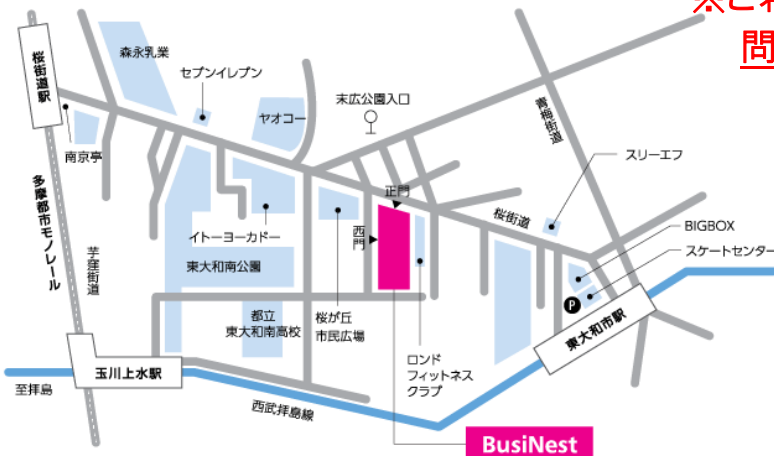 ※これ
問
桜街道駅
森永乳業
セブンイレブン
末広公園入口
ヤオコー
青梅街道
南京亭
スリーエフ
多摩都市モノレール
芋窪街道
正門
桜街道
イトーヨーカドー
西門
BIGBOX
スケートセンター
東大和南公園
P
都立
東大和南高校
桜が丘
市民広場
東大和市駅
ロンド
フィットネス
クラブ
玉川上水駅
至拝島
西武拝島線
BusiNest